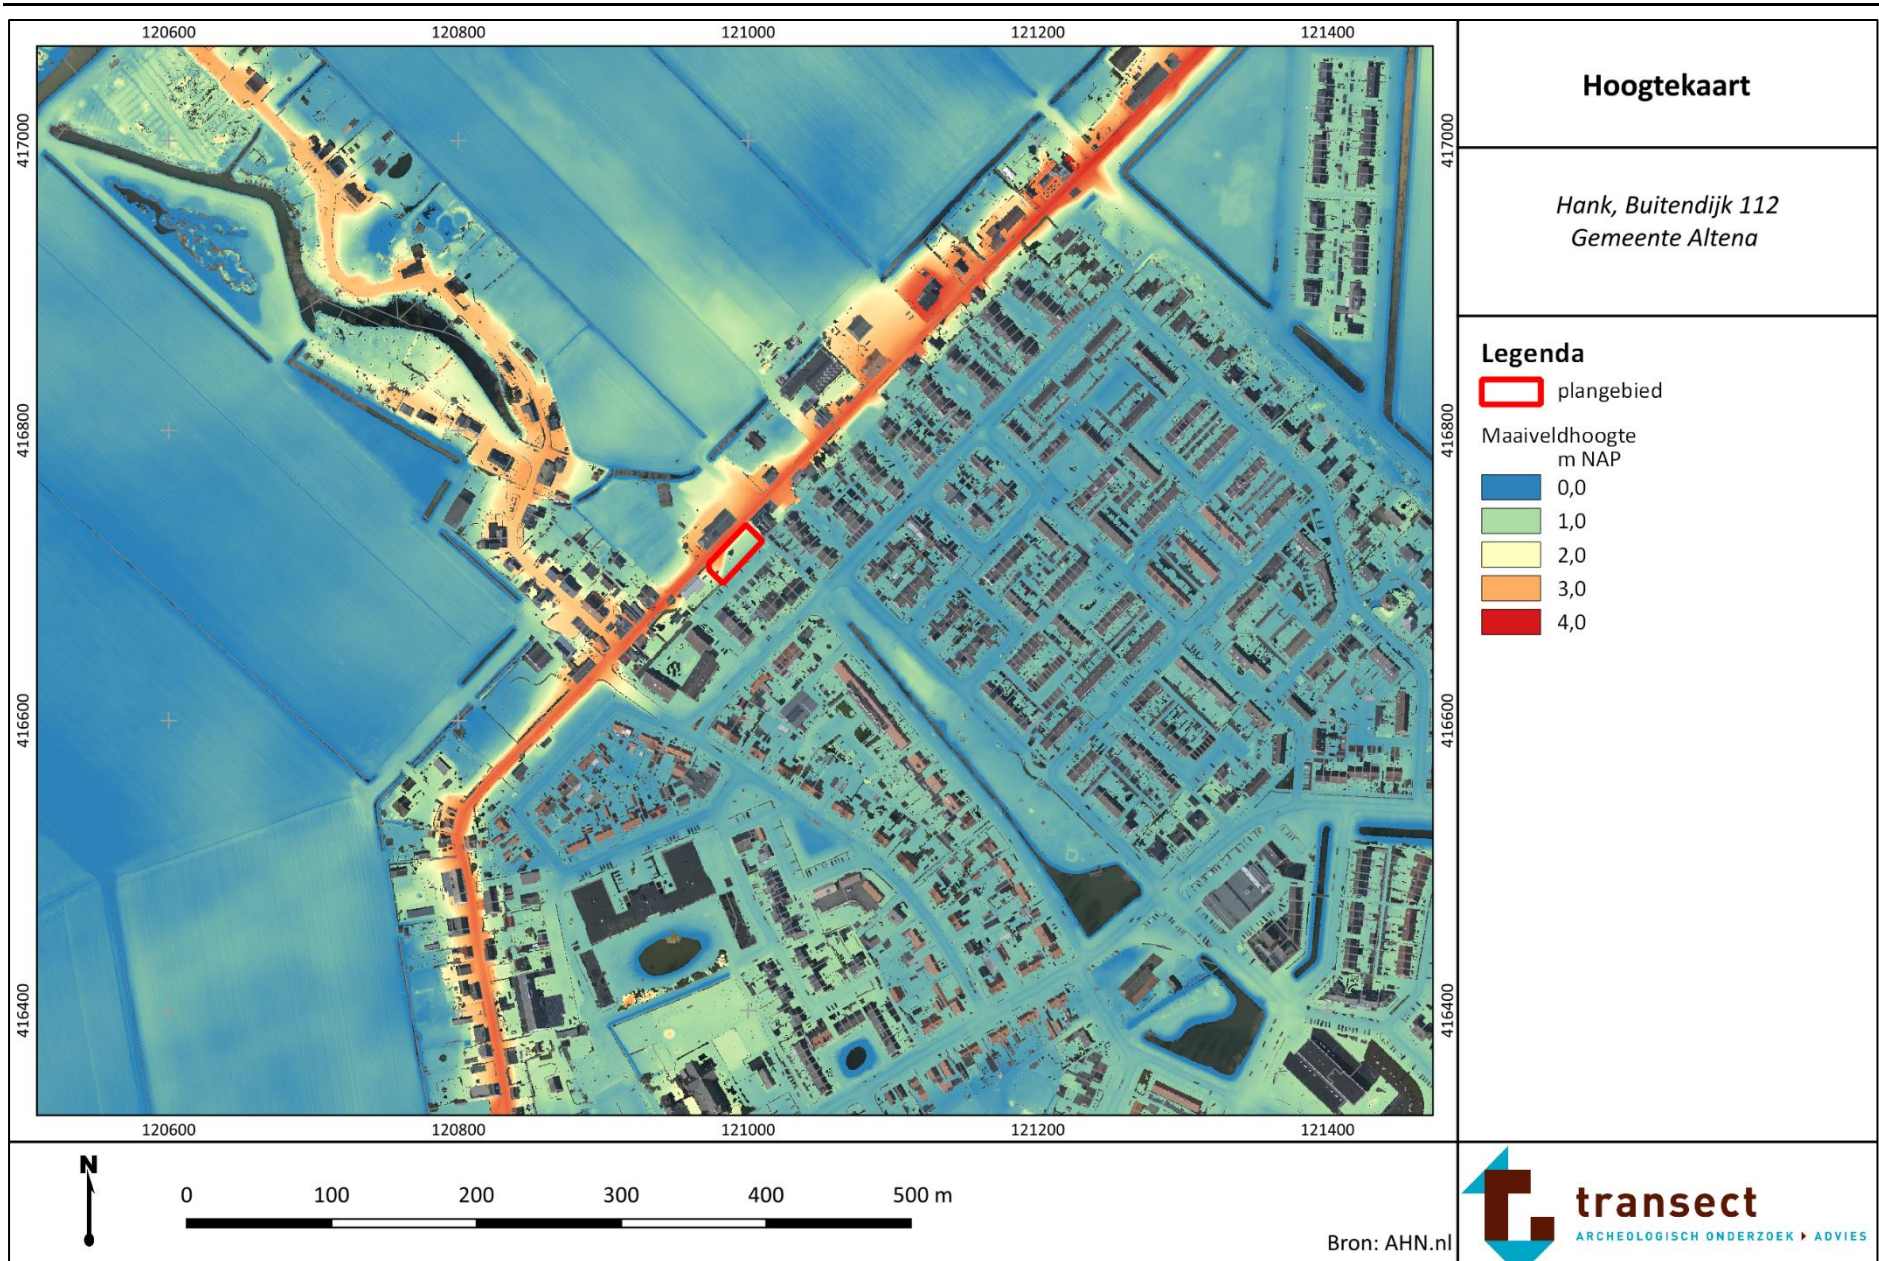 120600 120800 121000 121200 121400
417000
416800
416600
416400
417000
416800
416600
416400
120600 120800 121000 121200 121400
Hoogtekaart
Hank, Buitendijk 112
Gemeente Altena
Legenda
plangebied
Maaiveldhoogte
m NAP
0,0
1,0
2,0
3,0
4,0
N
0 100 200 300 400 500 m
Bron: AHN.nl
transect
ARCHEOLOGISCH ONDERZOEK ADVIES